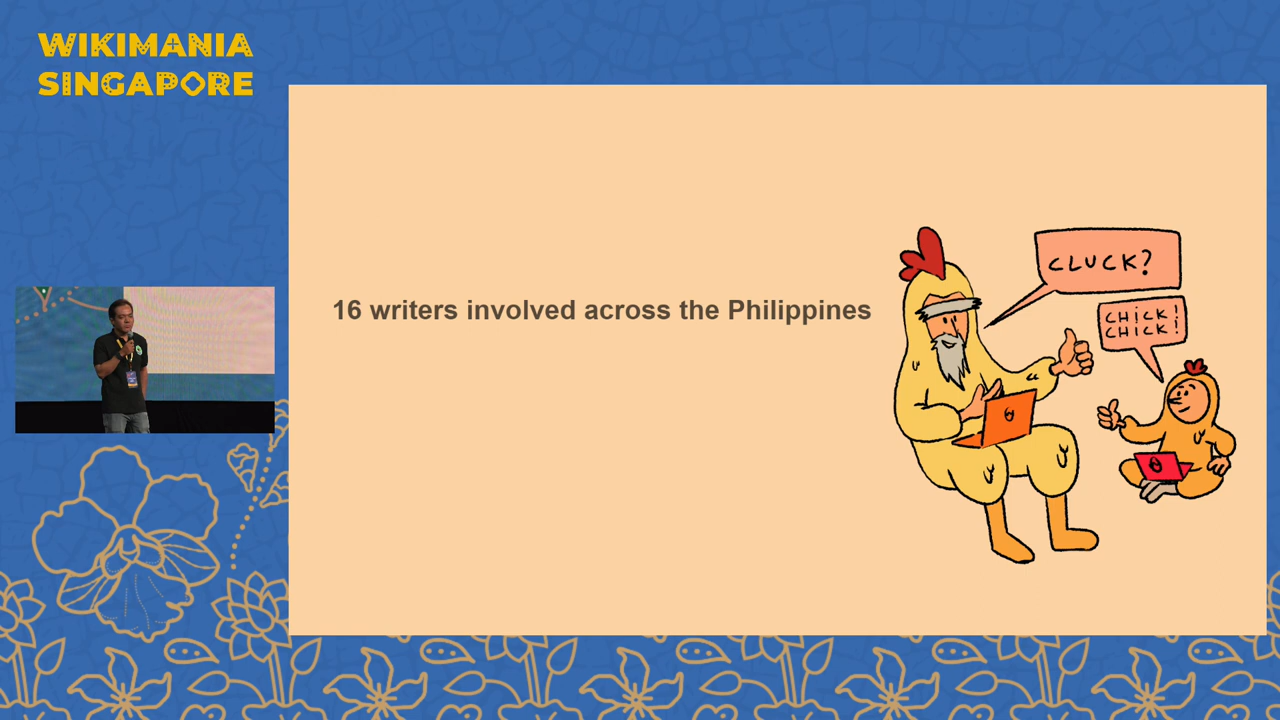 WIKIMANIA
SINGAPORE
16 writers involved across the Philippines
CLUCK?
CHICK!
CHICK!